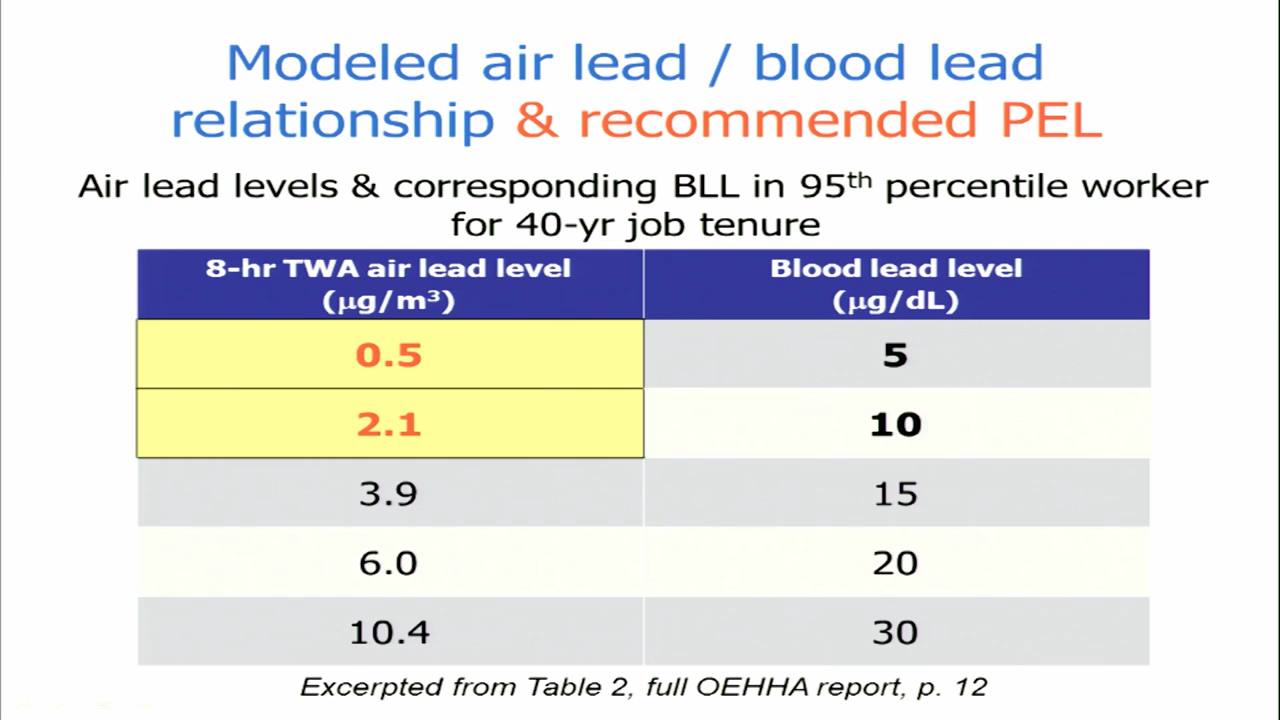 Modeled air lead / blood lead
relationship & recommended PEL
Air lead levels & corresponding BLL in 95th percentile worker
for 40-yr job tenure
8-hr TWA air lead level
(µg/m³)
Blood lead level
(µg/dL)
0.5 5
2.1 10
3.9 15
6.0 20
10.4 30
Excerpted from Table 2, full OEHHA report, p. 12